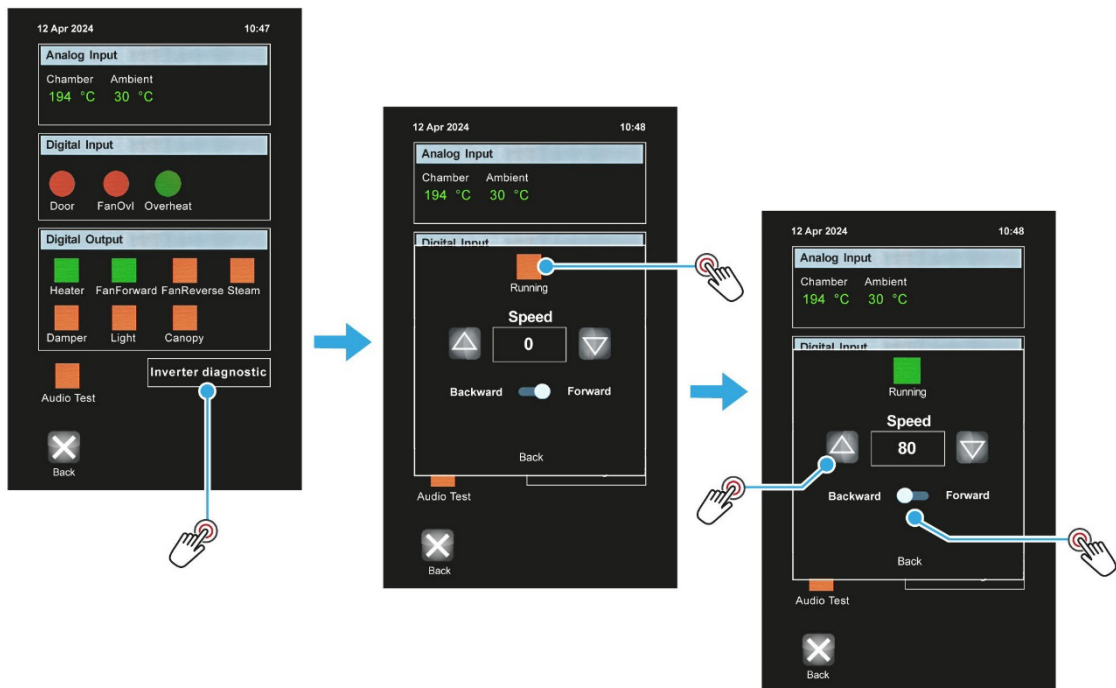 12 Apr 2024 10:47
Analog Input
Chamber Ambient
194 °C 30 °C
Digital Input
Door FanOvl Overheat
Digital Output
Heater FanForward FanReverse Steam
Damper Light Canopy
Audio Test
Inverter diagnostic
Back
12 Apr 2024 10:48
Analog Input
Chamber Ambient
194 °C 30 °C
Digital Input
Running
Speed
0
Backward Forward
Back
Audio Test
Back
12 Apr 2024 10:48
Analog Input
Chamber Ambient
194 °C 30 °C
Digital Input
Running
Speed
80
Backward Forward
Back
Audio Test
Back